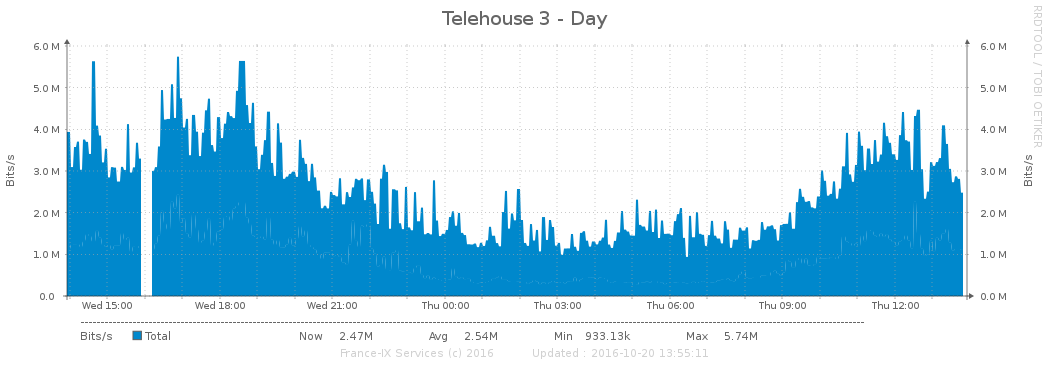 Telehouse 3 - Day
RRDTOOL / TOBI OETIKER
Bits/s
6.0 M
5.0 M
4.0 M
3.0 M
2.0 M
1.0 M
0.0
6.0 M
5.0 M
4.0 M
3.0 M
2.0 M
1.0 M
0.0 M
Bits/s
Wed 15:00 Wed 18:00 Wed 21:00 Thu 00:00 Thu 03:00 Thu 06:00 Thu 09:00 Thu 12:00
Bits/s Total Now 2.47M Avg 2.54M Min 933.13k Max 5.74M
France-IX Services (c) 2016 Updated : 2016-10-20 13:55:11